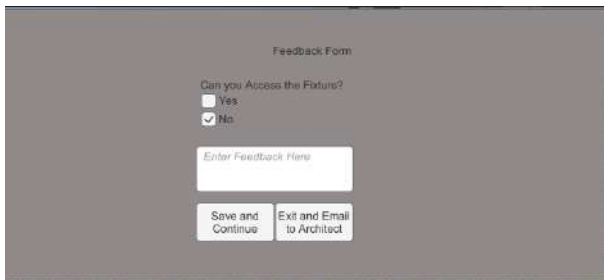 Feedback Form
Can you Access the Fixture?
Yes
No
Enter Feedback Here
Save and
Continue
Exit and Email
to Architect